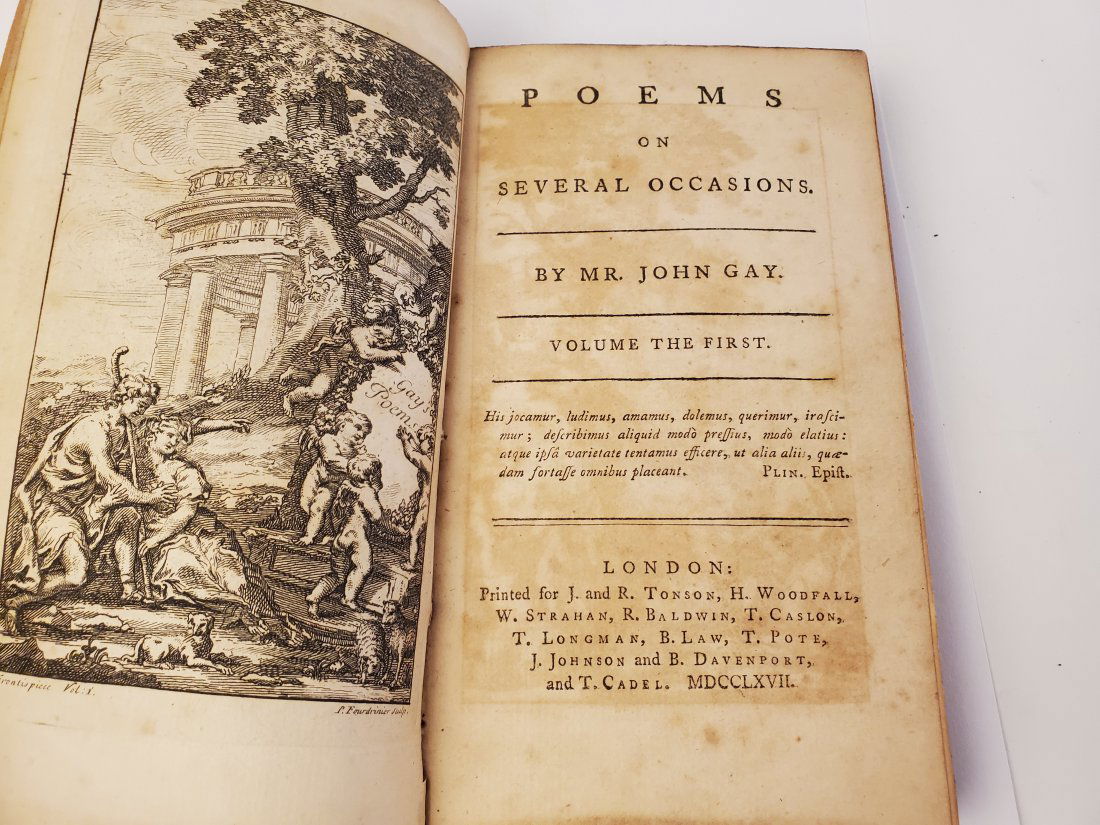 Gay's
Poems
Frontispiece Vol: I.
P. Fourdrinier sculp.
POEMS
ON
SEVERAL OCCASIONS.
BY MR. JOHN GAY.
VOLUME THE FIRST.
His jocamur, ludimus, amamus, dolemus, querimur, iraſci-
mur; deſcribimus aliquid modò preſſius, modò elatius:
atque ipſâ varietate tentamus efficere, ut alia aliis, quæ-
dam fortaſſe omnibus placeant. PLIN. Epiſt.
LONDON:
Printed for J. and R. TONSON, H. WOODFALL,
W. STRAHAN, R. BALDWIN, T. CASLON,
T. LONGMAN, B. LAW, T. POTE,
J. JOHNSON and B. DAVENPORT,
and T. CADEL. MDCCLXVII.